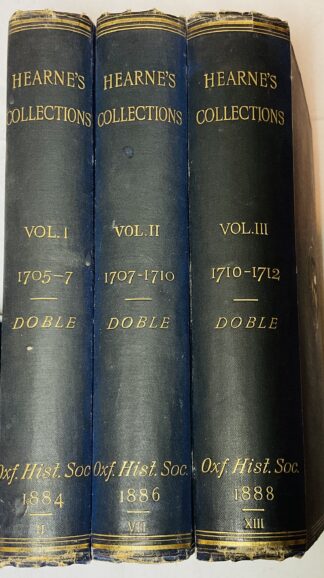 HEARNE'S
COLLECTIONS
VOL. I
1705-7
DOBLE
Oxf. Hist. Soc.
1884
II
HEARNE'S
COLLECTIONS
VOL. II
1707-1710
DOBLE
Oxf. Hist. Soc.
1886
VII
HEARNE'S
COLLECTIONS
VOL. III
1710-1712
DOBLE
Oxf. Hist. Soc.
1888
XIII